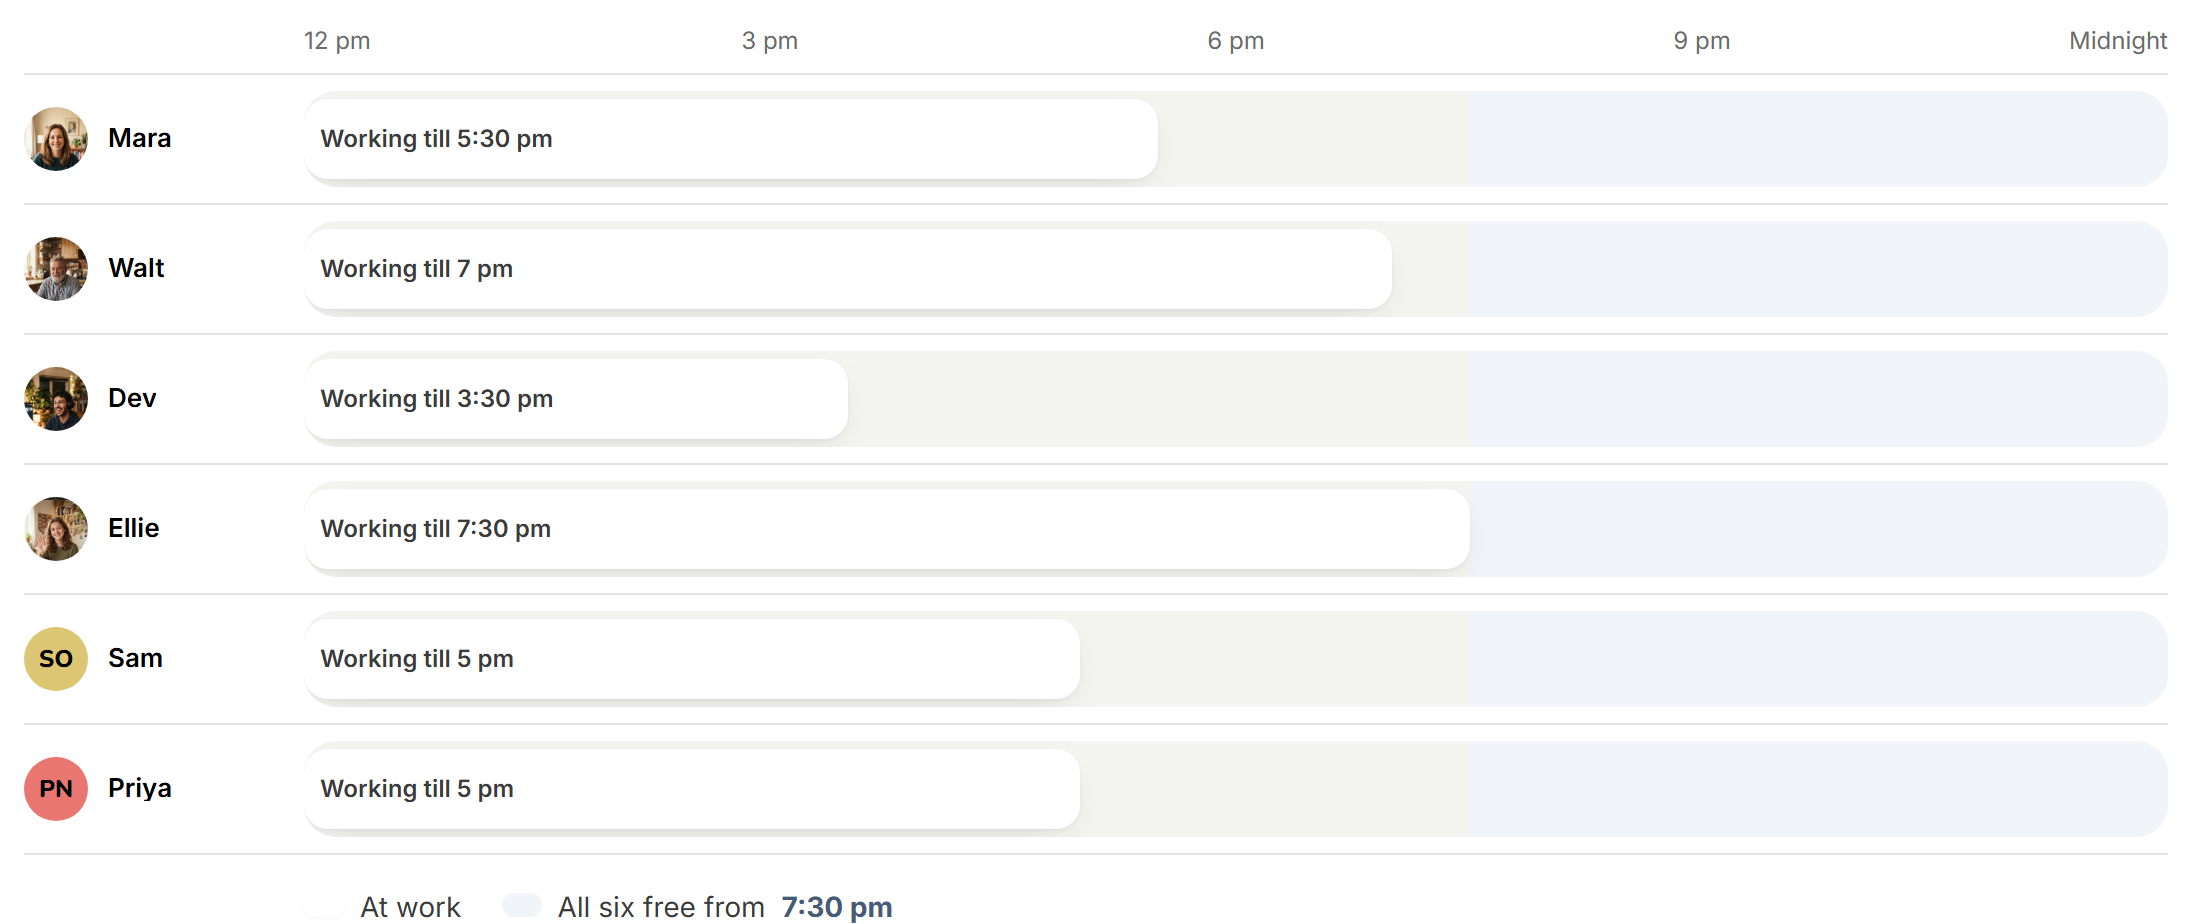 12 pm 3 pm 6 pm 9 pm Midnight
Mara Working till 5:30 pm
Walt Working till 7 pm
Dev Working till 3:30 pm
Ellie Working till 7:30 pm
SO Sam Working till 5 pm
PN Priya Working till 5 pm
At work All six free from 7:30 pm